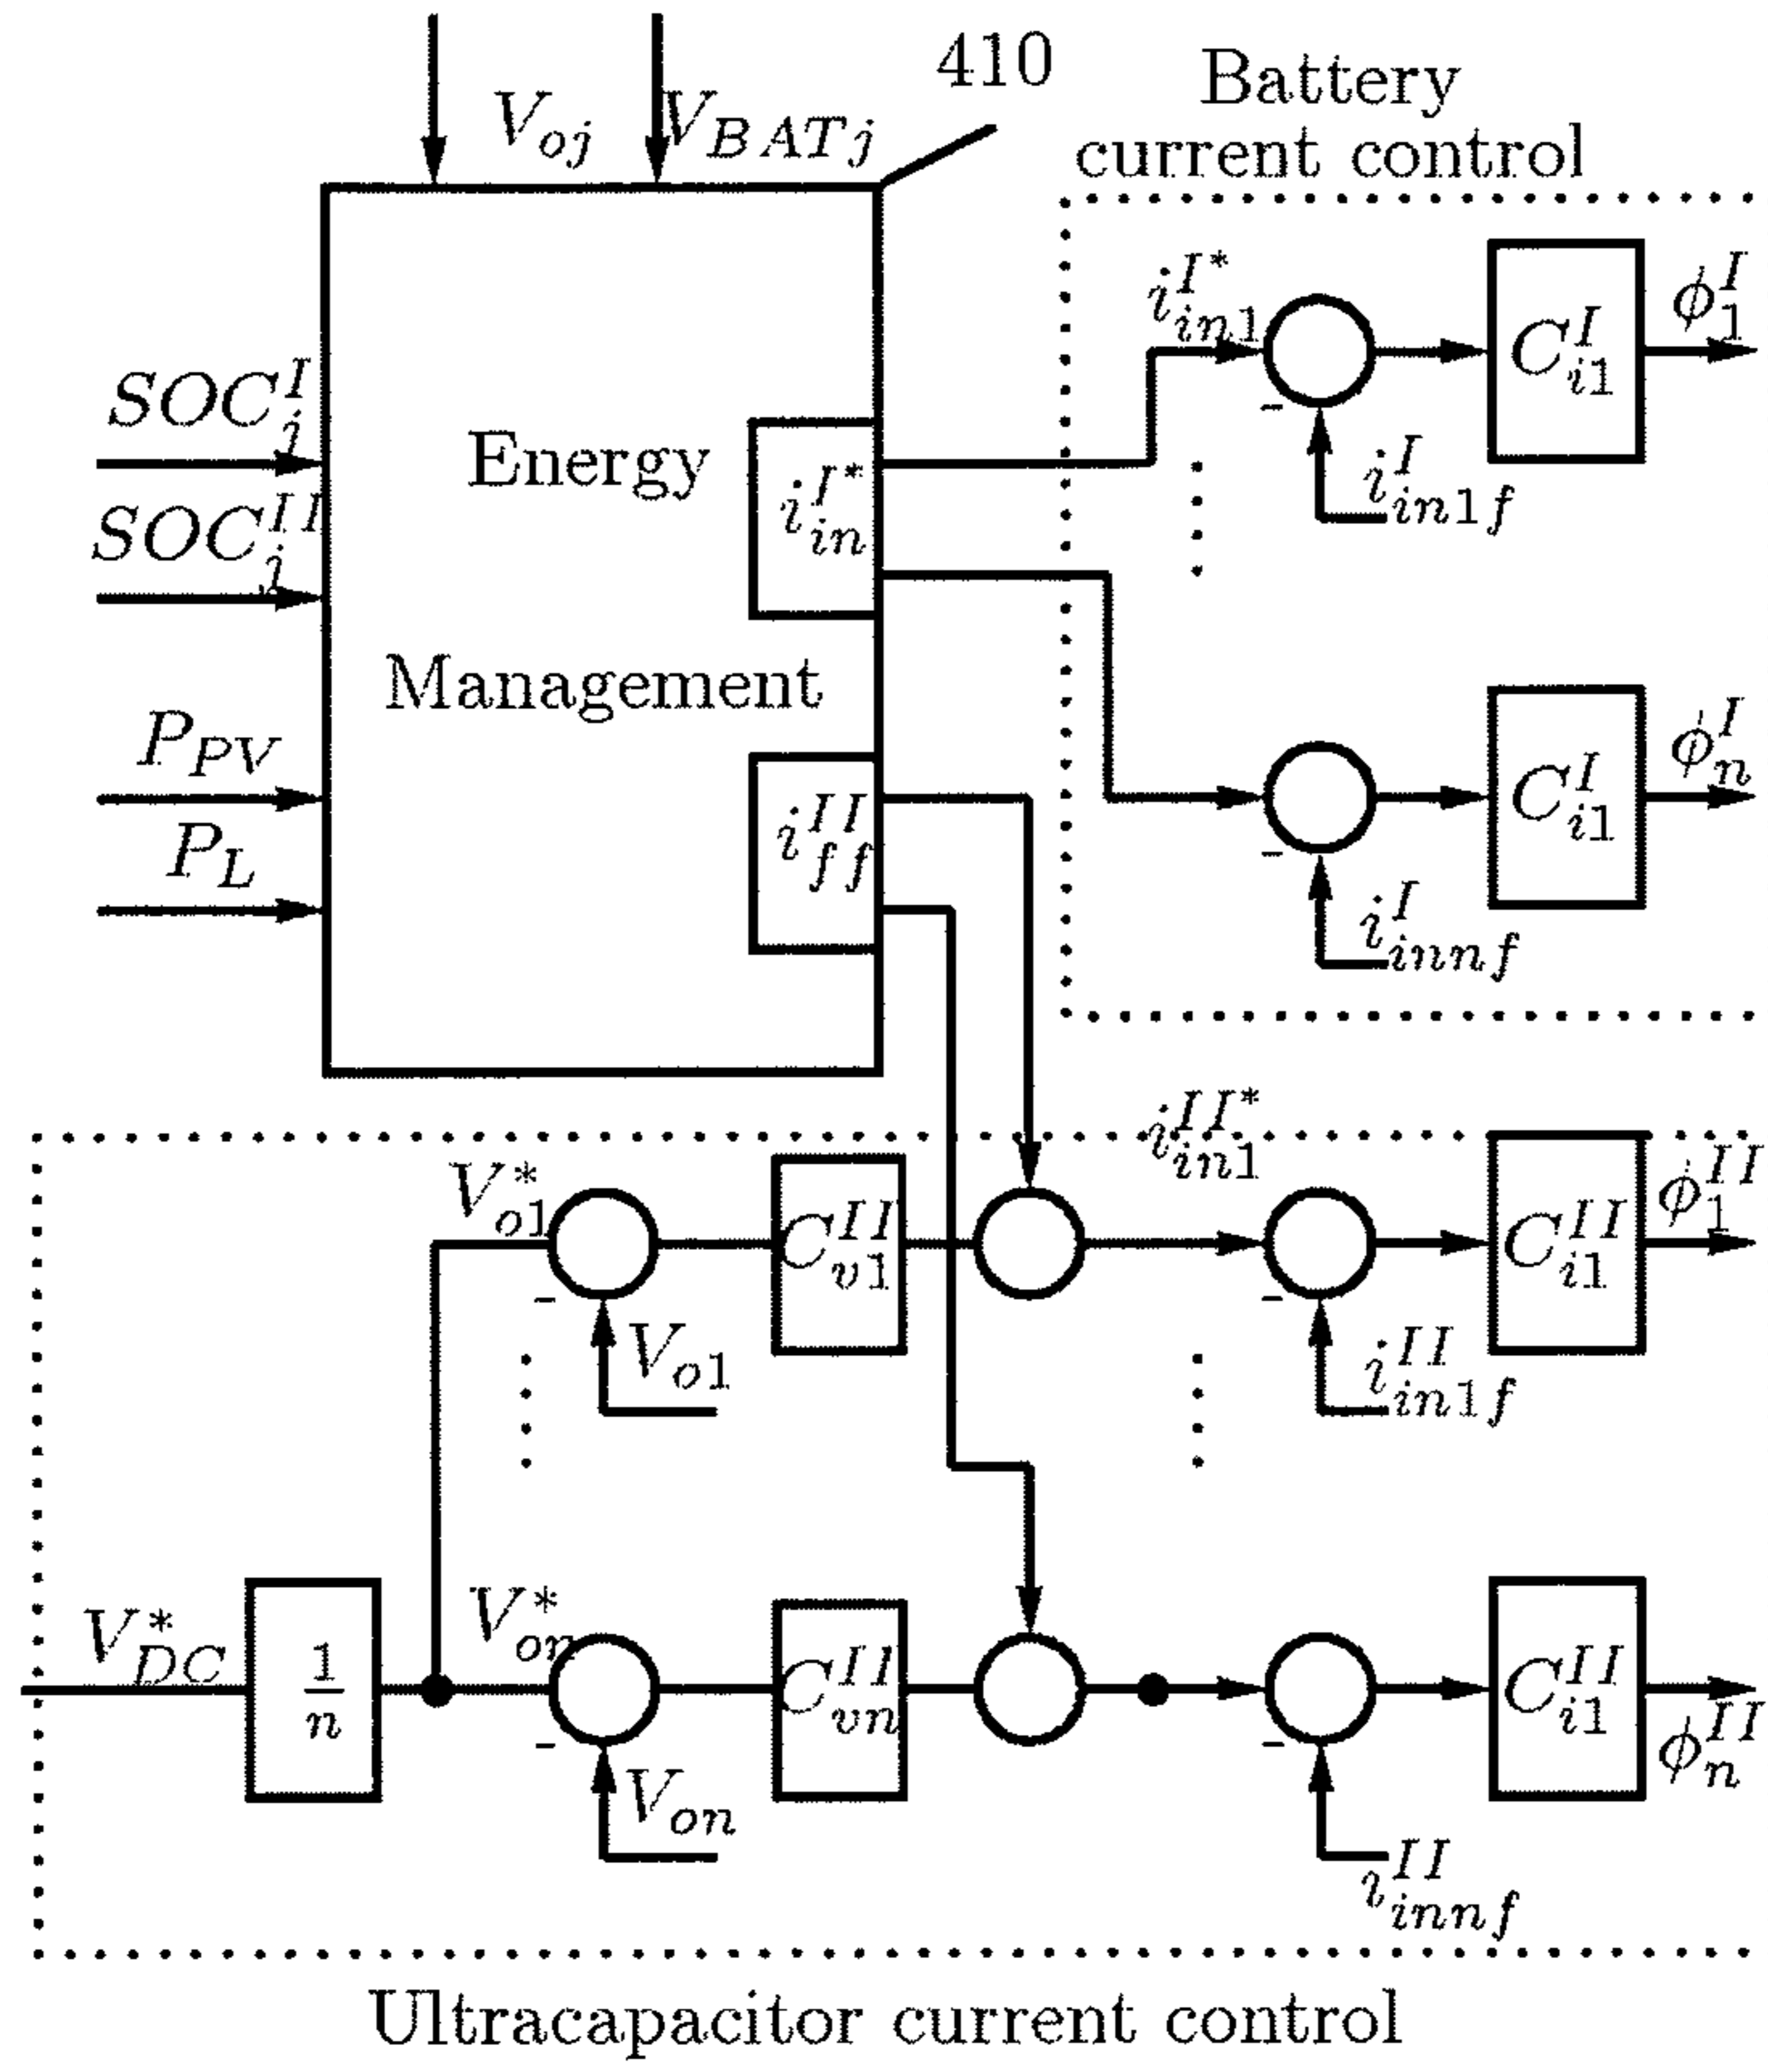 V_{oj}
V_{BATj}
410
Battery
current control
SOC_j^I
SOC_j^{II}
P_{PV}
P_L
Energy
Management
i_{in}^{I*}
i_{ff}^{II}
i_{in1}^{I*}
-
i_{in1f}^I
C_{i1}^I
ϕ_1^I
-
i_{innf}^I
C_{i1}^I
ϕ_n^I
V_{o1}^*
-
V_{o1}
C_{v1}^{II}
i_{in1}^{II*}
-
i_{in1f}^{II}
C_{i1}^{II}
ϕ_1^{II}
V_{DC}^*
1/n
V_{on}^*
-
V_{on}
C_{vn}^{II}
-
i_{innf}^{II}
C_{i1}^{II}
ϕ_n^{II}
Ultracapacitor current control